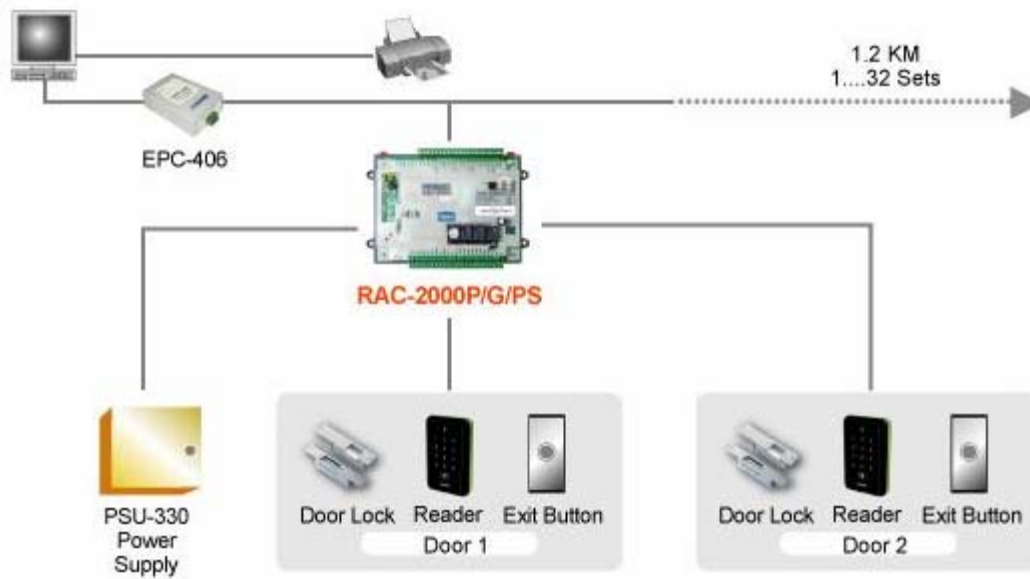 1.2 KM
1....32 Sets
EPC-406
RAC-2000P/G/PS
PSU-330
Power
Supply
Door Lock
Reader
Exit Button
Door 1
Door Lock
Reader
Exit Button
Door 2